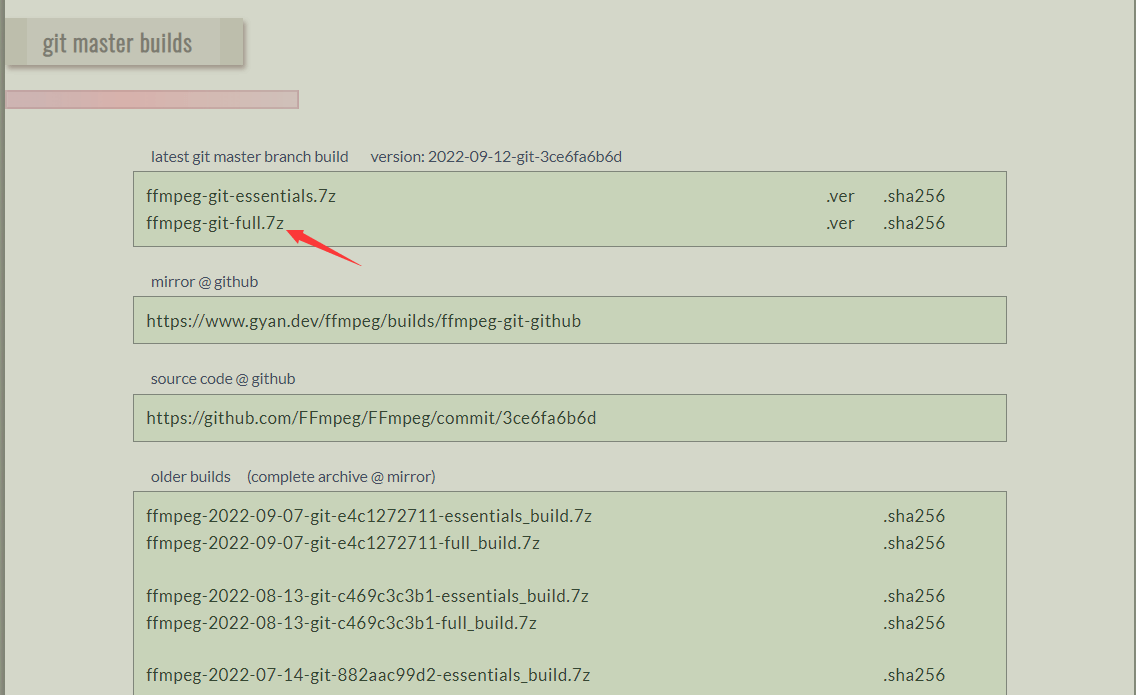 git master builds
latest git master branch build version: 2022-09-12-git-3ce6fa6b6d
ffmpeg-git-essentials.7z .ver .sha256
ffmpeg-git-full.7z .ver .sha256
mirror @ github
https://www.gyan.dev/ffmpeg/builds/ffmpeg-git-github
source code @ github
https://github.com/FFmpeg/FFmpeg/commit/3ce6fa6b6d
older builds (complete archive @ mirror)
ffmpeg-2022-09-07-git-e4c1272711-essentials_build.7z .sha256
ffmpeg-2022-09-07-git-e4c1272711-full_build.7z .sha256
ffmpeg-2022-08-13-git-c469c3c3b1-essentials_build.7z .sha256
ffmpeg-2022-08-13-git-c469c3c3b1-full_build.7z .sha256
ffmpeg-2022-07-14-git-882aac99d2-essentials_build.7z .sha256